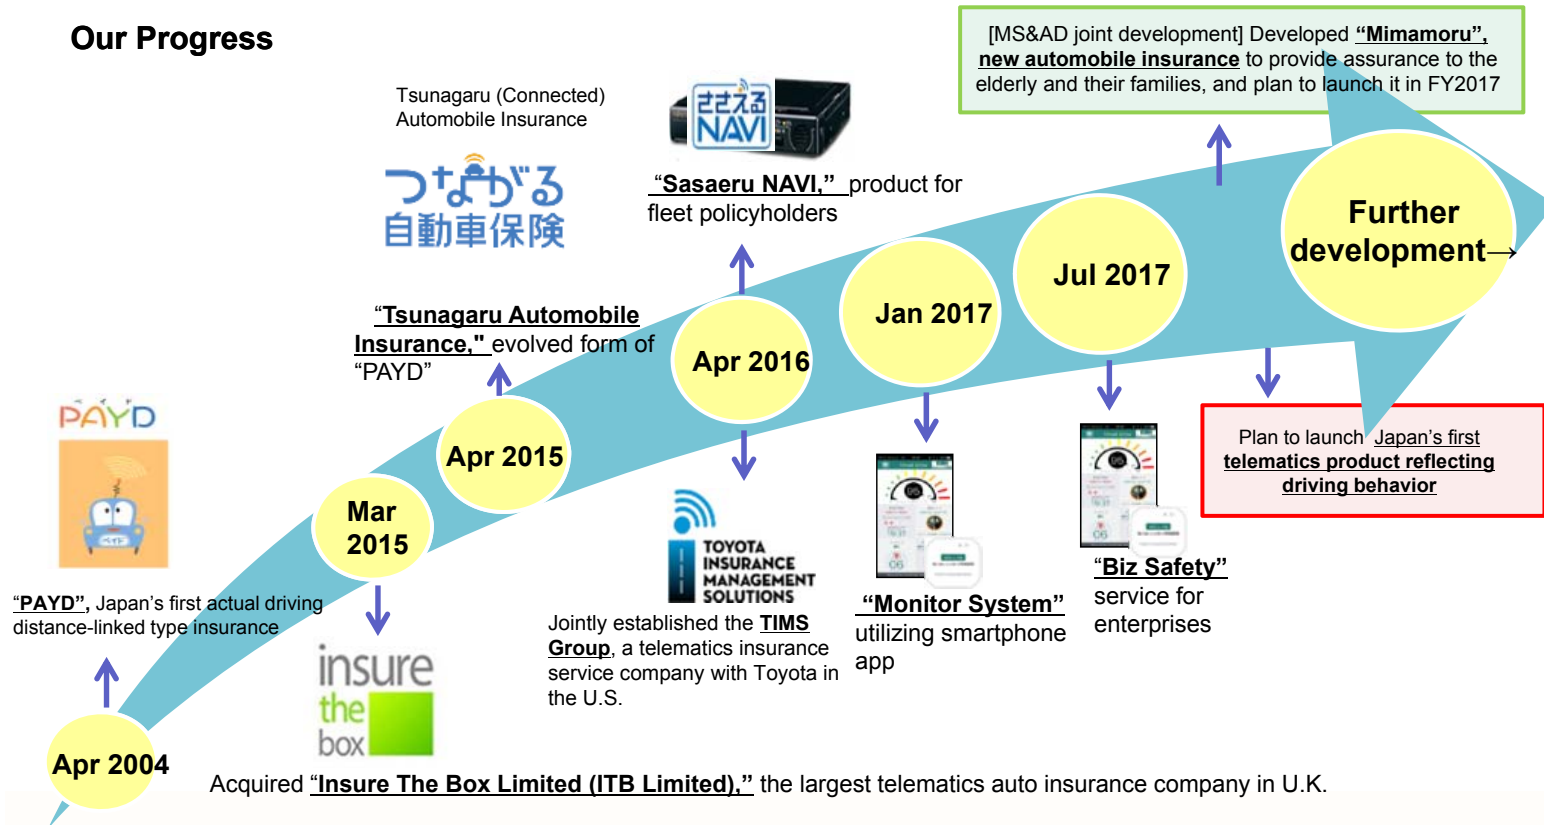 Our Progress
[MS&AD joint development] Developed “Mimamoru”,
new automobile insurance to provide assurance to the
elderly and their families, and plan to launch it in FY2017
Tsunagaru (Connected)
Automobile Insurance
つながる
自動車保険
ささえる
NAVI
“Sasaeru NAVI,” product for
fleet policyholders
Further
development→
Jul 2017
Jan 2017
Apr 2016
“Tsunagaru Automobile
Insurance," evolved form of
“PAYD”
Apr 2015
PAYD
ペイド
“PAYD”, Japan’s first actual driving
distance-linked type insurance
Mar
2015
Apr 2004
insure
the
box
Acquired “Insure The Box Limited (ITB Limited),” the largest telematics auto insurance company in U.K.
TOYOTA
INSURANCE
MANAGEMENT
SOLUTIONS
Jointly established the TIMS
Group, a telematics insurance
service company with Toyota in
the U.S.
06
“Monitor System”
utilizing smartphone
app
06
“Biz Safety”
service for
enterprises
Plan to launch Japan’s first
telematics product reflecting
driving behavior